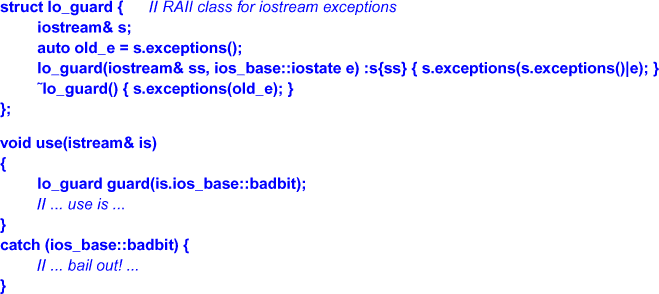 struct Io_guard { // RAII class for iostream exceptions
iostream& s;
auto old_e = s.exceptions();
Io_guard(iostream& ss, ios_base::iostate e) :s{ss} { s.exceptions(s.exceptions()|e); }
~Io_guard() { s.exceptions(old_e); }
};
void use(istream& is)
{
Io_guard guard(is.ios_base::badbit);
// ... use is ...
}
catch (ios_base::badbit) {
// ... bail out! ...
}